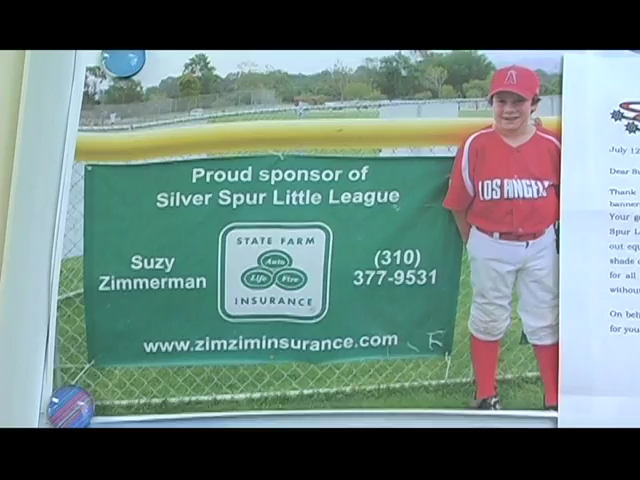 Proud sponsor of
Silver Spur Little League
STATE FARM
Auto
Life Fire
INSURANCE
Suzy
Zimmerman
(310)
377-9531
www.zimziminsurance.com
A
LOS ANGEL
July 12
Dear Su
Thank
banner
Your g
Spur L
out equ
shade
for all
withou
On beh
for you